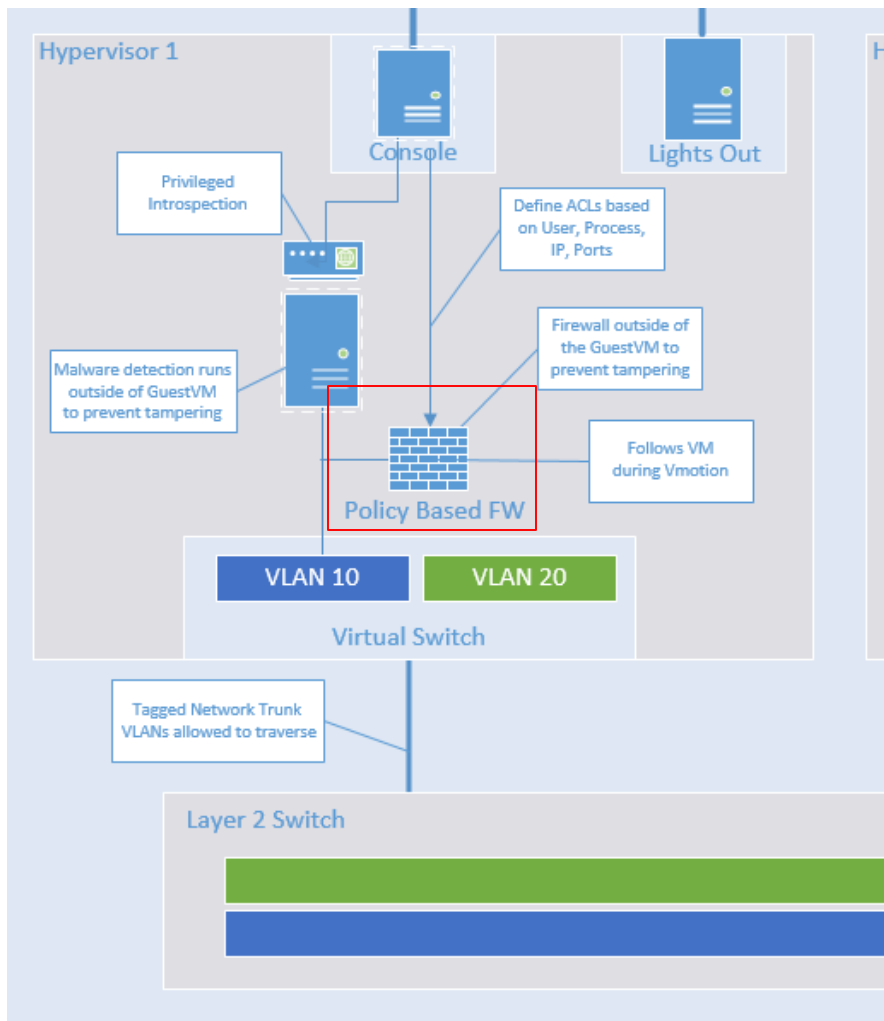 Hypervisor 1
H
Console
Lights Out
Privileged
Introspection
Define ACLs based
on User, Process,
IP, Ports
Firewall outside of
the GuestVM to
prevent tampering
Malware detection runs
outside of GuestVM
to prevent tampering
Follows VM
during Vmotion
Policy Based FW
VLAN 10
VLAN 20
Virtual Switch
Tagged Network Trunk
VLANs allowed to traverse
Layer 2 Switch